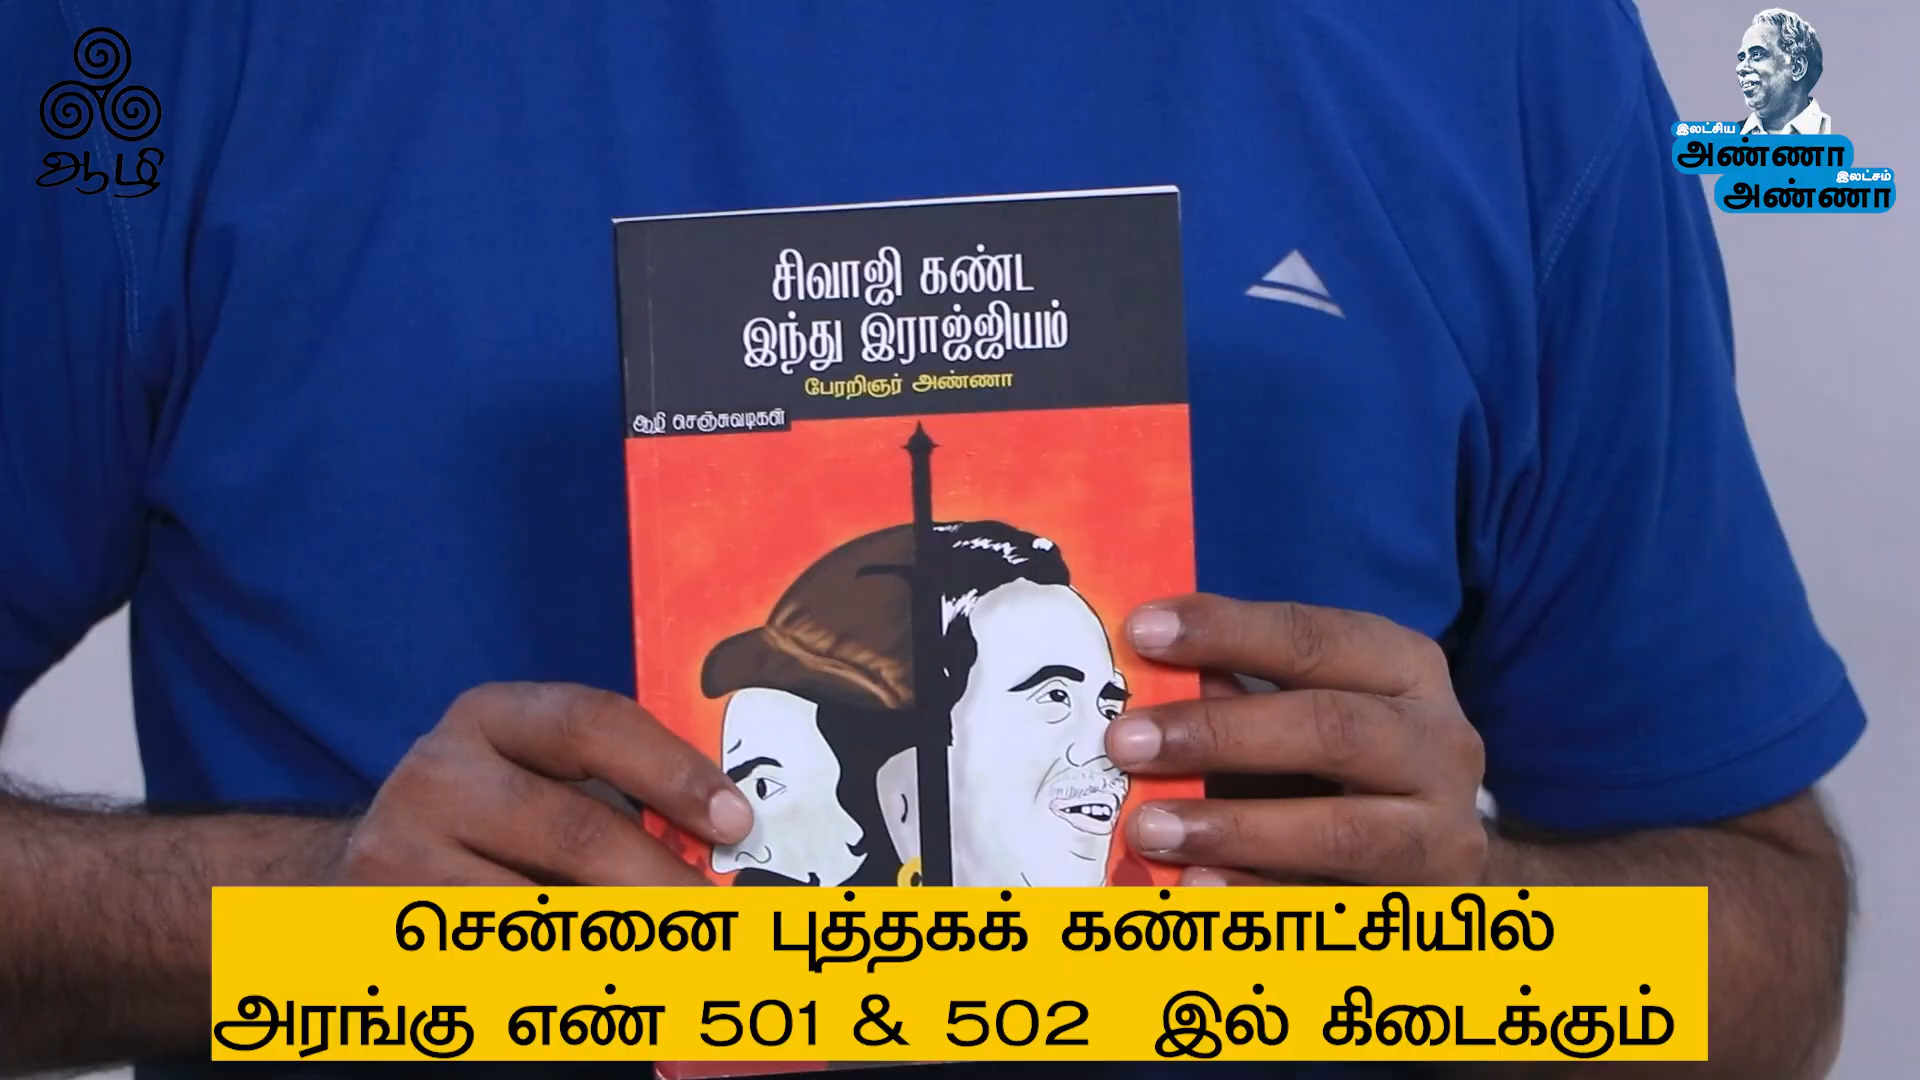 ஆழி
இலட்சிய
அண்ணா
இலட்சம்
அண்ணா
சிவாஜி கண்ட
இந்து இராஜ்ஜியம்
பேரறிஞர் அண்ணா
ஆழி செஞ்சுவடிகள்
சென்னை புத்தகக் கண்காட்சியில்
அரங்கு எண் 501 & 502 இல் கிடைக்கும்